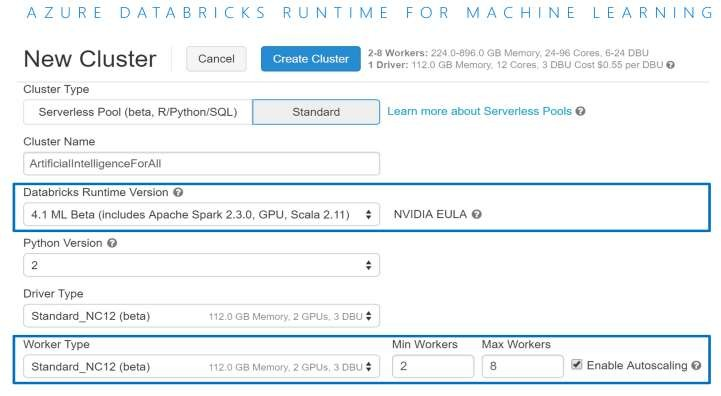 AZURE DATABRICKS RUNTIME FOR MACHINE LEARNING
New Cluster
Cancel
Create Cluster
2-8 Workers: 224.0-896.0 GB Memory, 24-96 Cores, 6-24 DBU
1 Driver: 112.0 GB Memory, 12 Cores, 3 DBU Cost $0.55 per DBU ?
Cluster Type
Serverless Pool (beta, R/Python/SQL)
Standard
Learn more about Serverless Pools ?
Cluster Name
ArtificialIntelligenceForAll
Databricks Runtime Version ?
4.1 ML Beta (includes Apache Spark 2.3.0, GPU, Scala 2.11)
NVIDIA EULA ?
Python Version ?
2
Driver Type
Standard_NC12 (beta) 112.0 GB Memory, 2 GPUs, 3 DBU
Worker Type
Min Workers
Max Workers
Standard_NC12 (beta) 112.0 GB Memory, 2 GPUs, 3 DBU
2
8
Enable Autoscaling ?